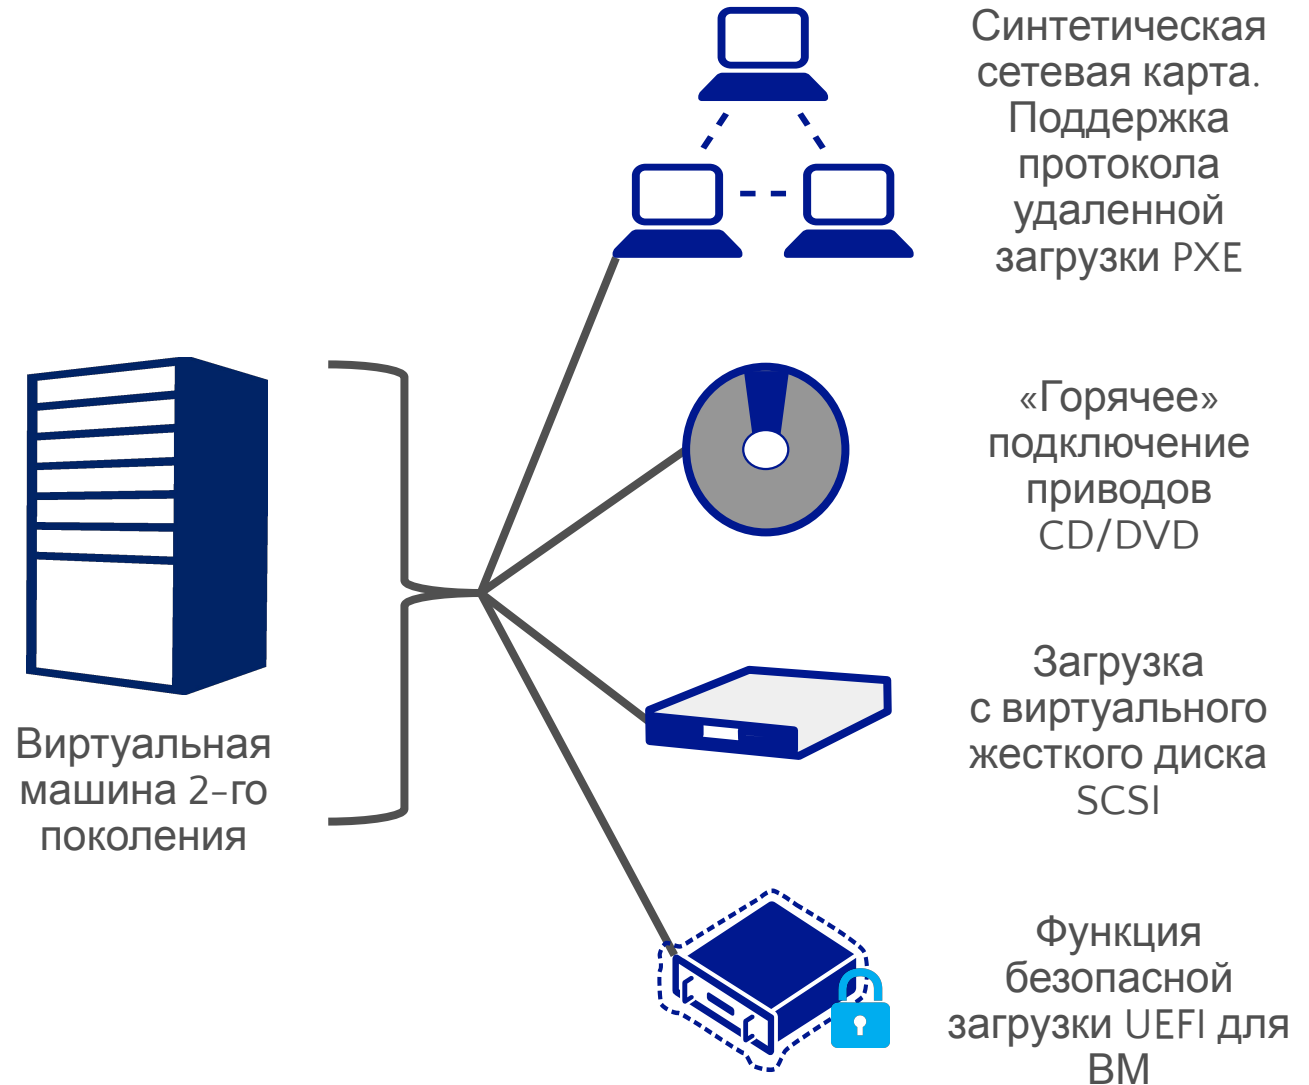 Синтетическая
сетевая карта.
Поддержка
протокола
удаленной
загрузки PXE
«Горячее»
подключение
приводов
CD/DVD
Загрузка
с виртуального
жесткого диска
SCSI
Виртуальная
машина 2-го
поколения
Функция
безопасной
загрузки UEFI для
ВМ